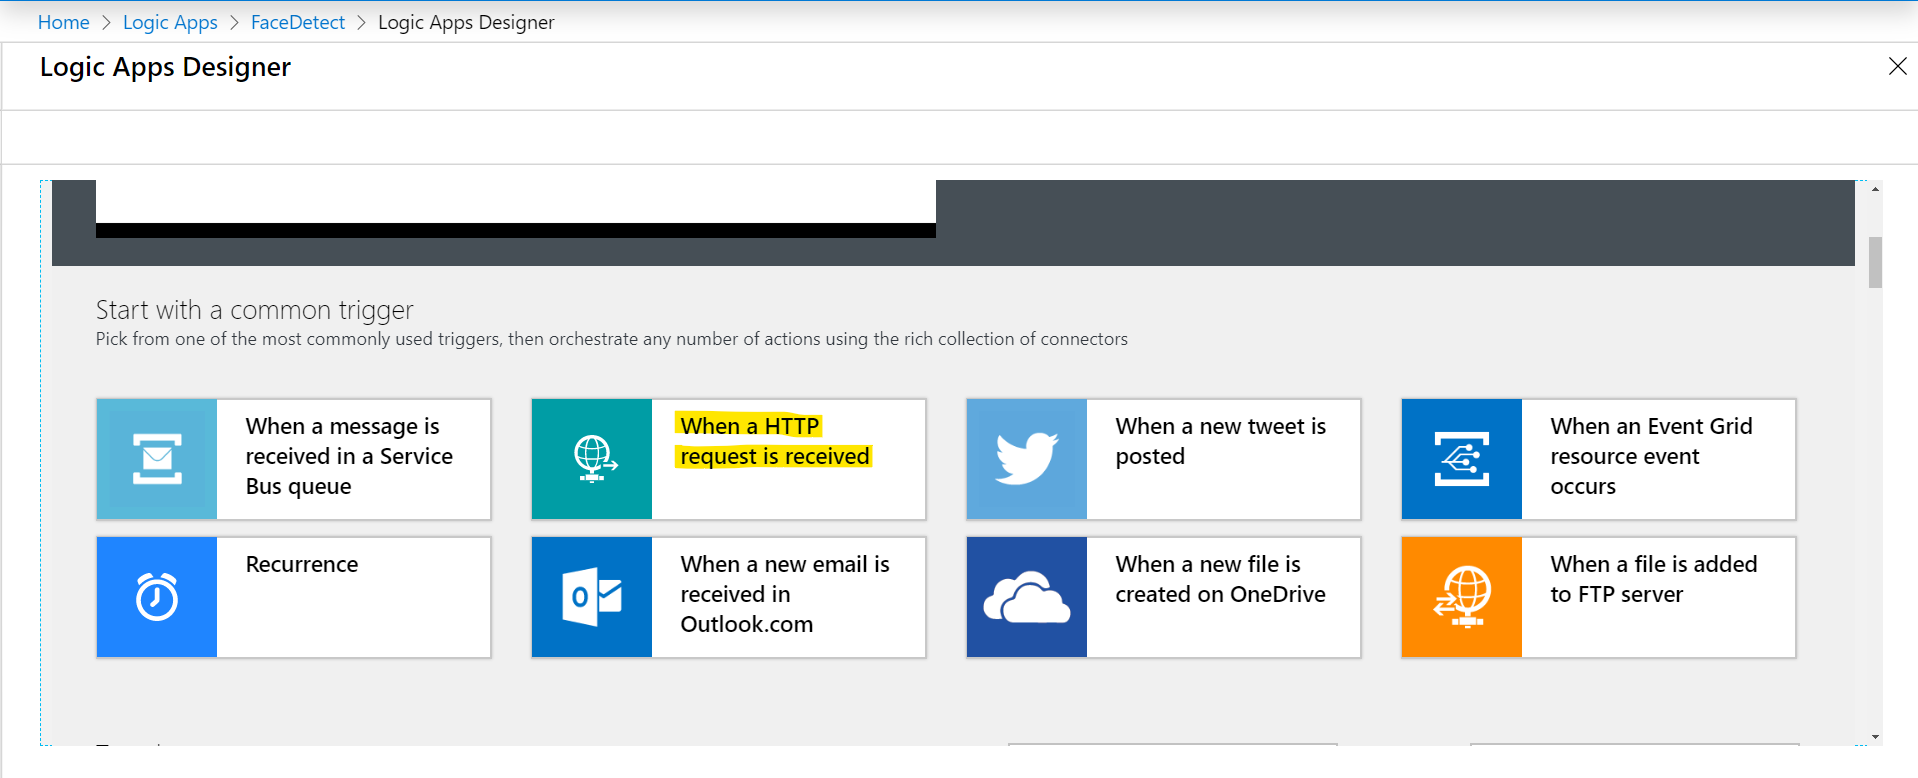 Home > Logic Apps > FaceDetect > Logic Apps Designer
Logic Apps Designer
Start with a common trigger
Pick from one of the most commonly used triggers, then orchestrate any number of actions using the rich collection of connectors
When a message is
received in a Service
Bus queue
When a HTTP
request is received
When a new tweet is
posted
When an Event Grid
resource event
occurs
Recurrence
When a new email is
received in
Outlook.com
When a new file is
created on OneDrive
When a file is added
to FTP server